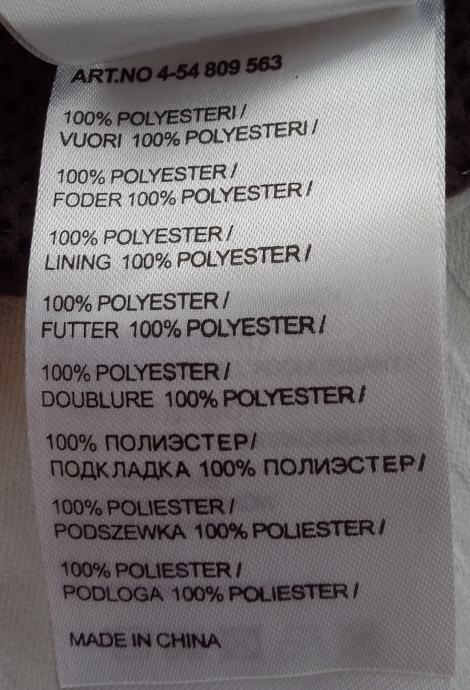 ART.NO 4-54 809 563
100% POLYESTERI/
VUORI 100% POLYESTERI/
100% POLYESTER/
FODER 100% POLYESTER/
100% POLYESTER/
LINING 100% POLYESTER/
100% POLYESTER/
FUTTER 100% POLYESTER/
100% POLYESTER/
DOUBLURE 100% POLYESTER/
100% ПОЛИЭСТЕР/
ПОДКЛАДКА 100% ПОЛИЭСТЕР/
100% POLIESTER/
PODSZEWKA 100% POLIESTER/
100% POLIESTER/
PODLOGA 100% POLIESTER/
MADE IN CHINA